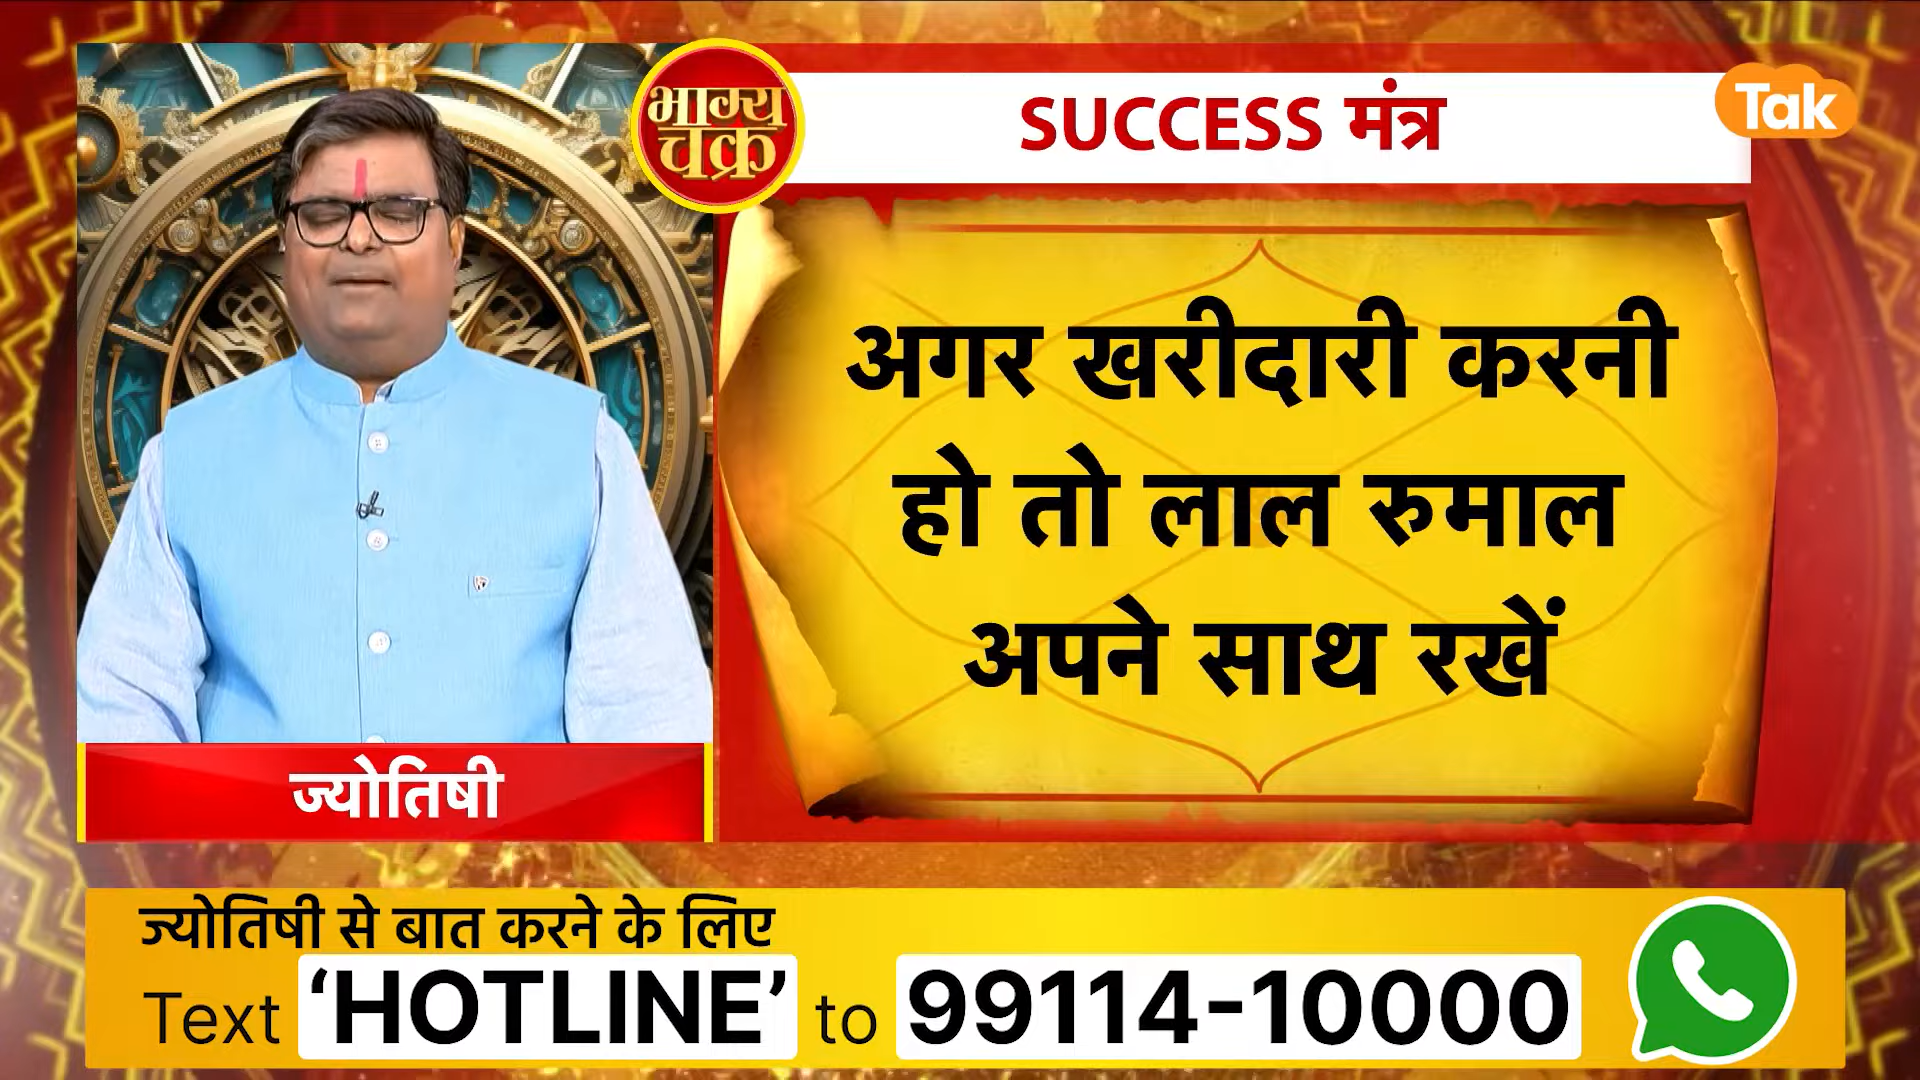 भाग्य
चक्र
SUCCESS मंत्र
Tak
अगर खरीदारी करनी
हो तो लाल रुमाल
अपने साथ रखें
ज्योतिषी
ज्योतिषी से बात करने के लिए
Text ‘HOTLINE’ to 99114-10000